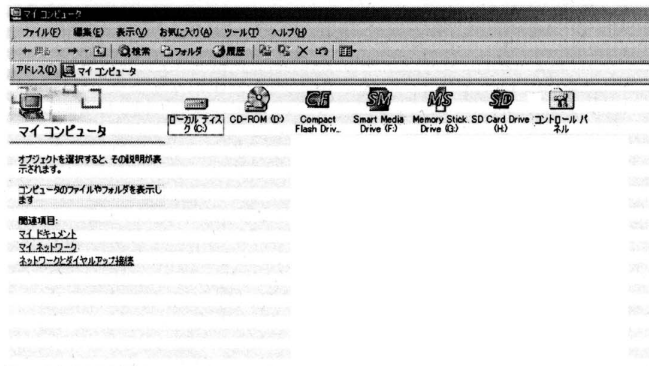 マイ コンピュータ
ファイル(F) 編集(E) 表示(V) お気に入り(A) ツール(T) ヘルプ(H)
検索 フォルダ 履歴
アドレス(D) マイ コンピュータ
マイ コンピュータ
オブジェクトを選択すると、その説明が表
示されます。
コンピュータのファイルやフォルダを表示し
ます
関連項目:
マイ ドキュメント
マイ ネットワーク
ネットワークとダイヤルアップ接続
ローカル ディス
ク (C:)
CD-ROM (D:)
CF
Compact
Flash Driv...
SM
Smart Media
Drive (F:)
MS
Memory Stick
Drive (G:)
SD
SD Card Drive
(H:)
コントロール パ
ネル